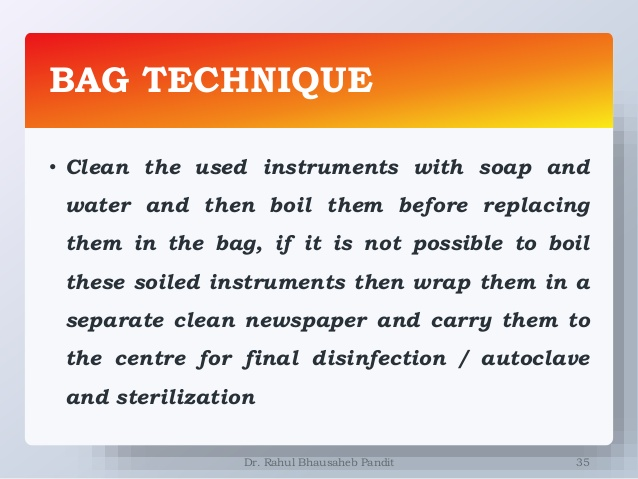 BAG TECHNIQUE
• Clean the used instruments with soap and
water and then boil them before replacing
them in the bag, if it is not possible to boil
these soiled instruments then wrap them in a
separate clean newspaper and carry them to
the centre for final disinfection / autoclave
and sterilization
Dr. Rahul Bhausaheb Pandit 35